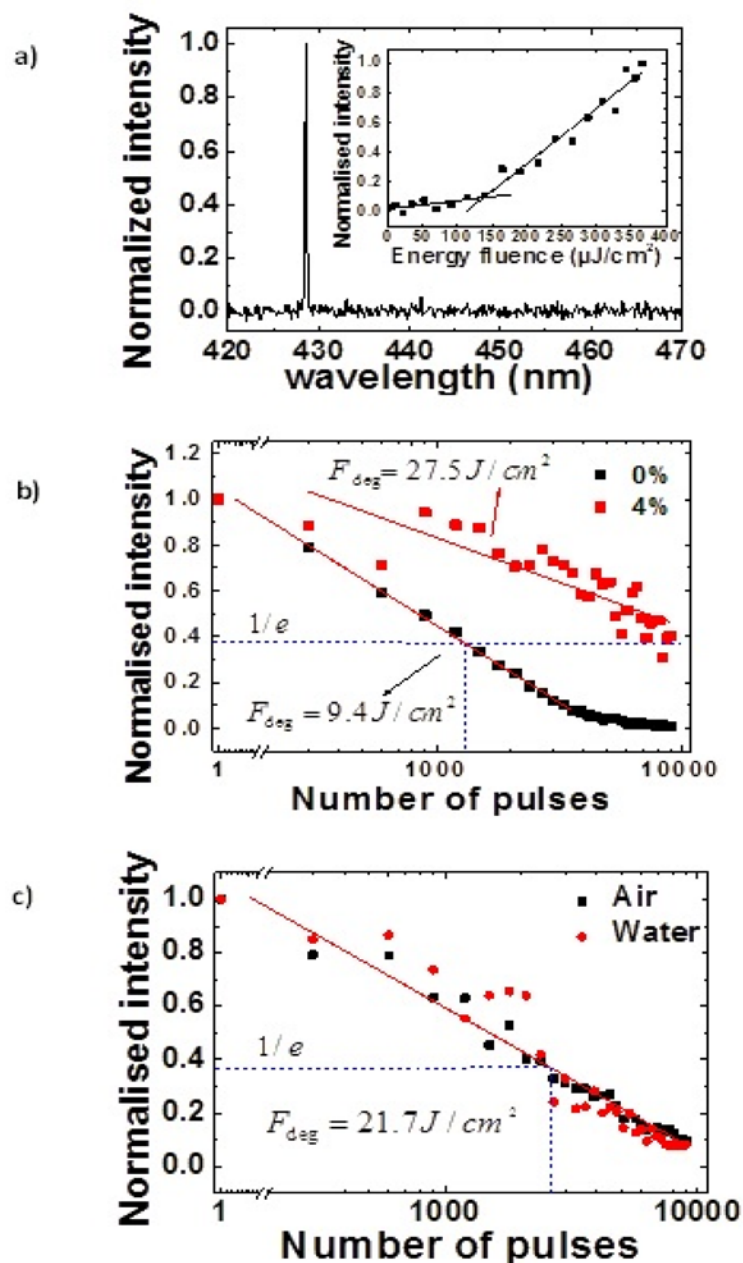 a)
Normalized intensity
1.0
0.8
0.6
0.4
0.2
0.0
420 430 440 450 460 470
wavelength (nm)
Normalised intensity
1.0
0.8
0.6
0.4
0.2
0.0
0 50 100 150 200 250 300 350 400
Energy fluence (µJ/cm²)
b)
Normalised intensity
1.2
1.0
0.8
0.6
0.4
0.2
0.0
F deg = 27.5 J / cm²
0%
4%
1/e
F deg = 9.4 J / cm²
1 1000 10000
Number of pulses
c)
Normalised intensity
1.0
0.8
0.6
0.4
0.2
0.0
Air
Water
1/e
F deg = 21.7 J / cm²
1 1000 10000
Number of pulses